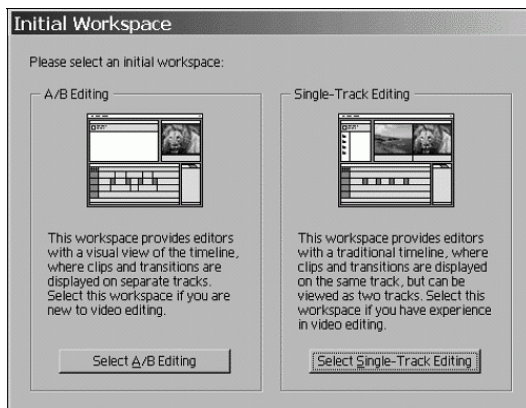 Initial Workspace
Please select an initial workspace:
A/B Editing
This workspace provides editors
with a visual view of the timeline,
where clips and transitions are
displayed on separate tracks.
Select this workspace if you are
new to video editing.
Select A/B Editing
Single-Track Editing
This workspace provides editors
with a traditional timeline, where
clips and transitions are displayed
on the same track, but can be
viewed as two tracks. Select this
workspace if you have experience
in video editing.
Select Single-Track Editing